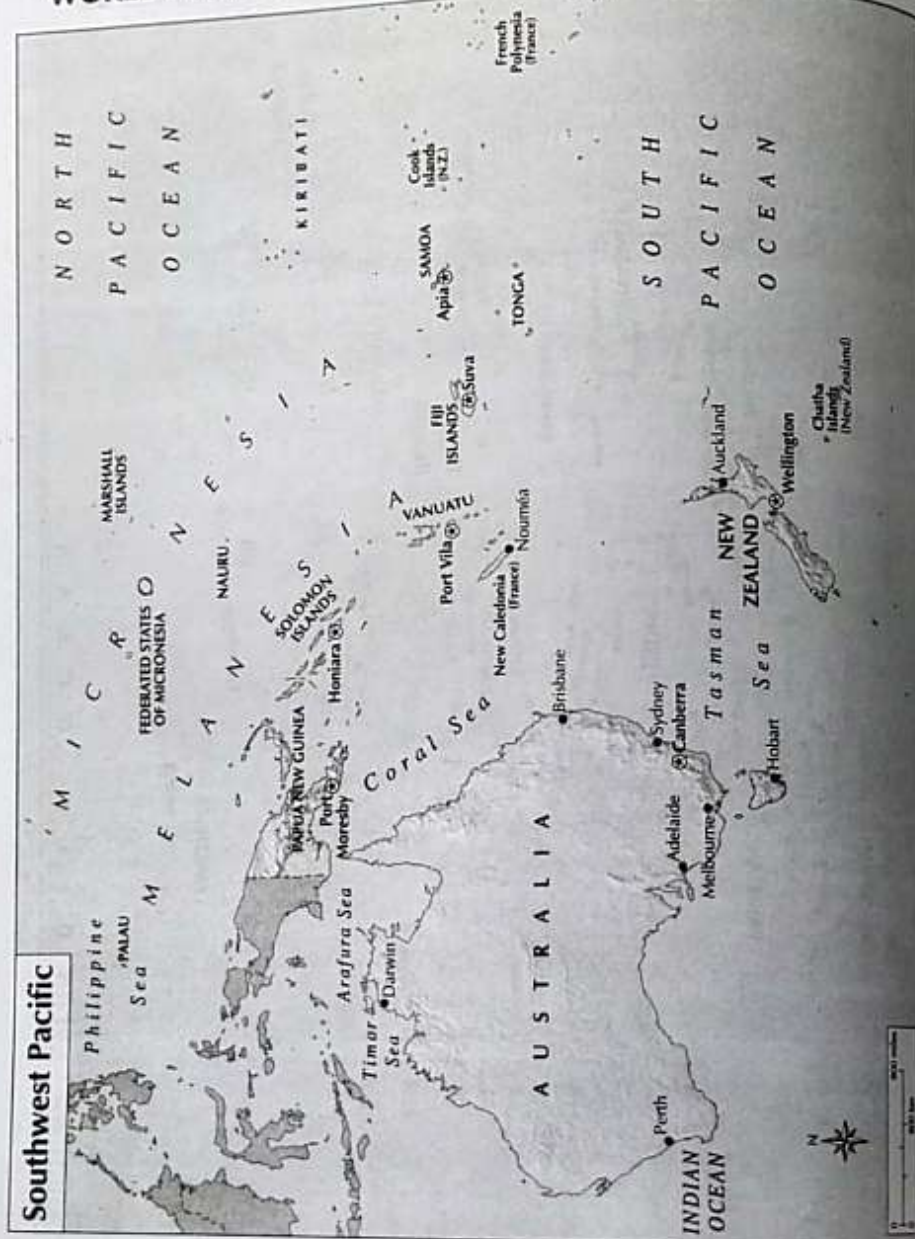 Southwest Pacific
NORTH
PACIFIC
OCEAN
Philippine
Sea
PALAU
MICRONESIA
MARSHALL
ISLANDS
FEDERATED STATES
OF MICRONESIA
MELANESIA
NAURU
KIRIBATI
PAPUA NEW GUINEA
Port
Moresby
SOLOMON
ISLANDS
Honiara
Arafura Sea
Timor
Sea
Darwin
Coral Sea
VANUATU
Port Vila
New Caledonia
(France)
Nouméa
FIJI
ISLANDS
Suva
SAMOA
Apia
TONGA
Cook
Islands
(N.Z.)
French
Polynesia
(France)
AUSTRALIA
Brisbane
Perth
Adelaide
Melbourne
Sydney
Canberra
Hobart
Tasman
Sea
NEW
ZEALAND
Auckland
Wellington
Chatha
Islands
(New Zealand)
SOUTH
PACIFIC
OCEAN
INDIAN
OCEAN
N